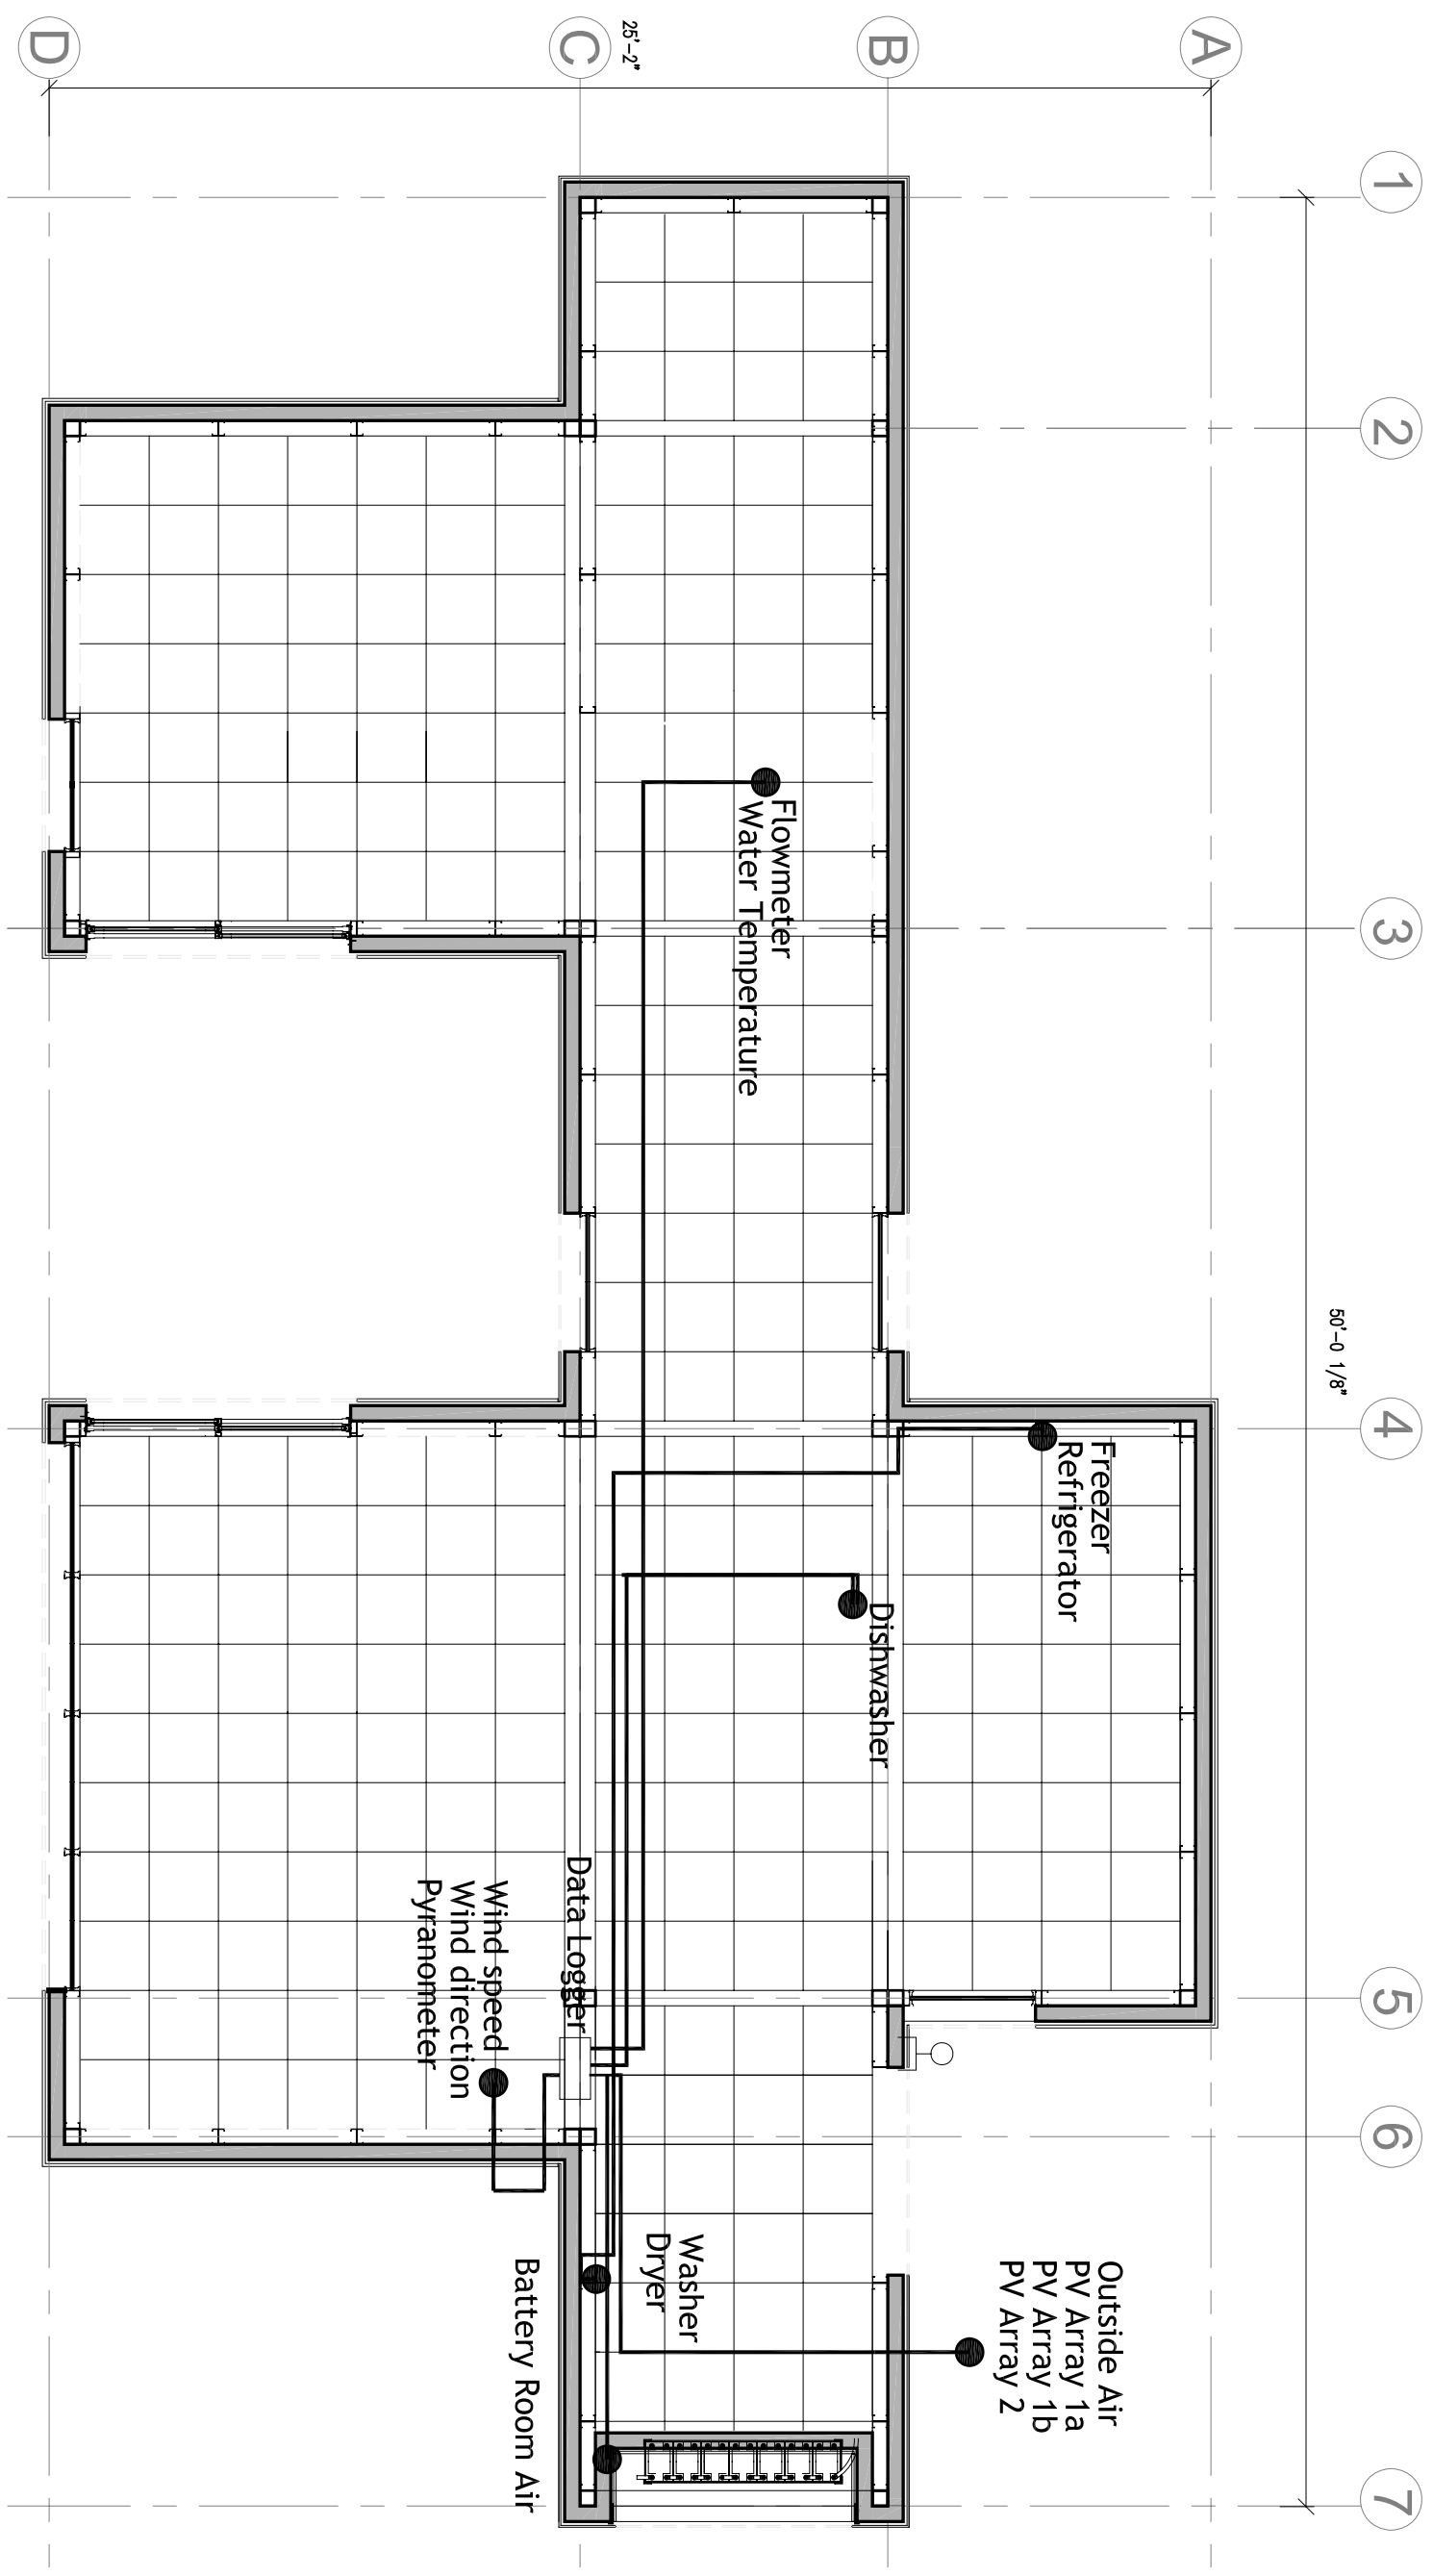 1
2
3
4
5
6
7
A
B
C
D
50'-0 1/8"
25'-2"
Flowmeter
Water Temperature
Freezer
Refrigerator
Dishwasher
Data Logger
Wind speed
Wind direction
Pyranometer
Outside Air
PV Array 1a
PV Array 1b
PV Array 2
Washer
Dryer
Battery Room Air